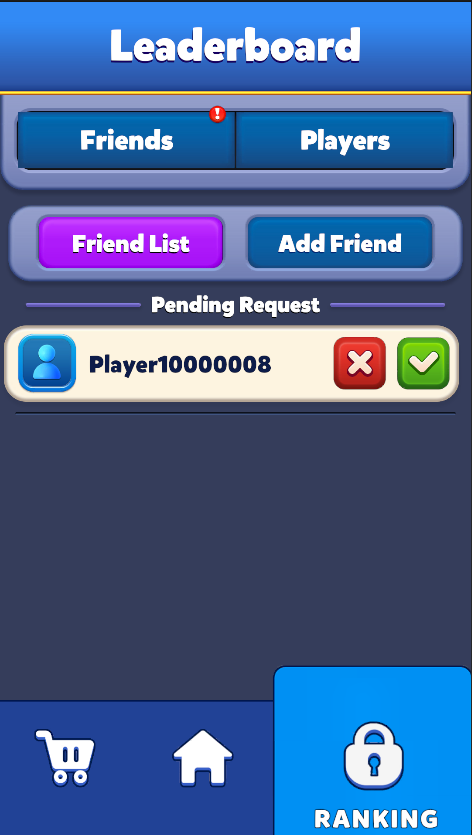 Leaderboard
!
Friends
Players
Friend List
Add Friend
Pending Request
Player10000008
RANKING